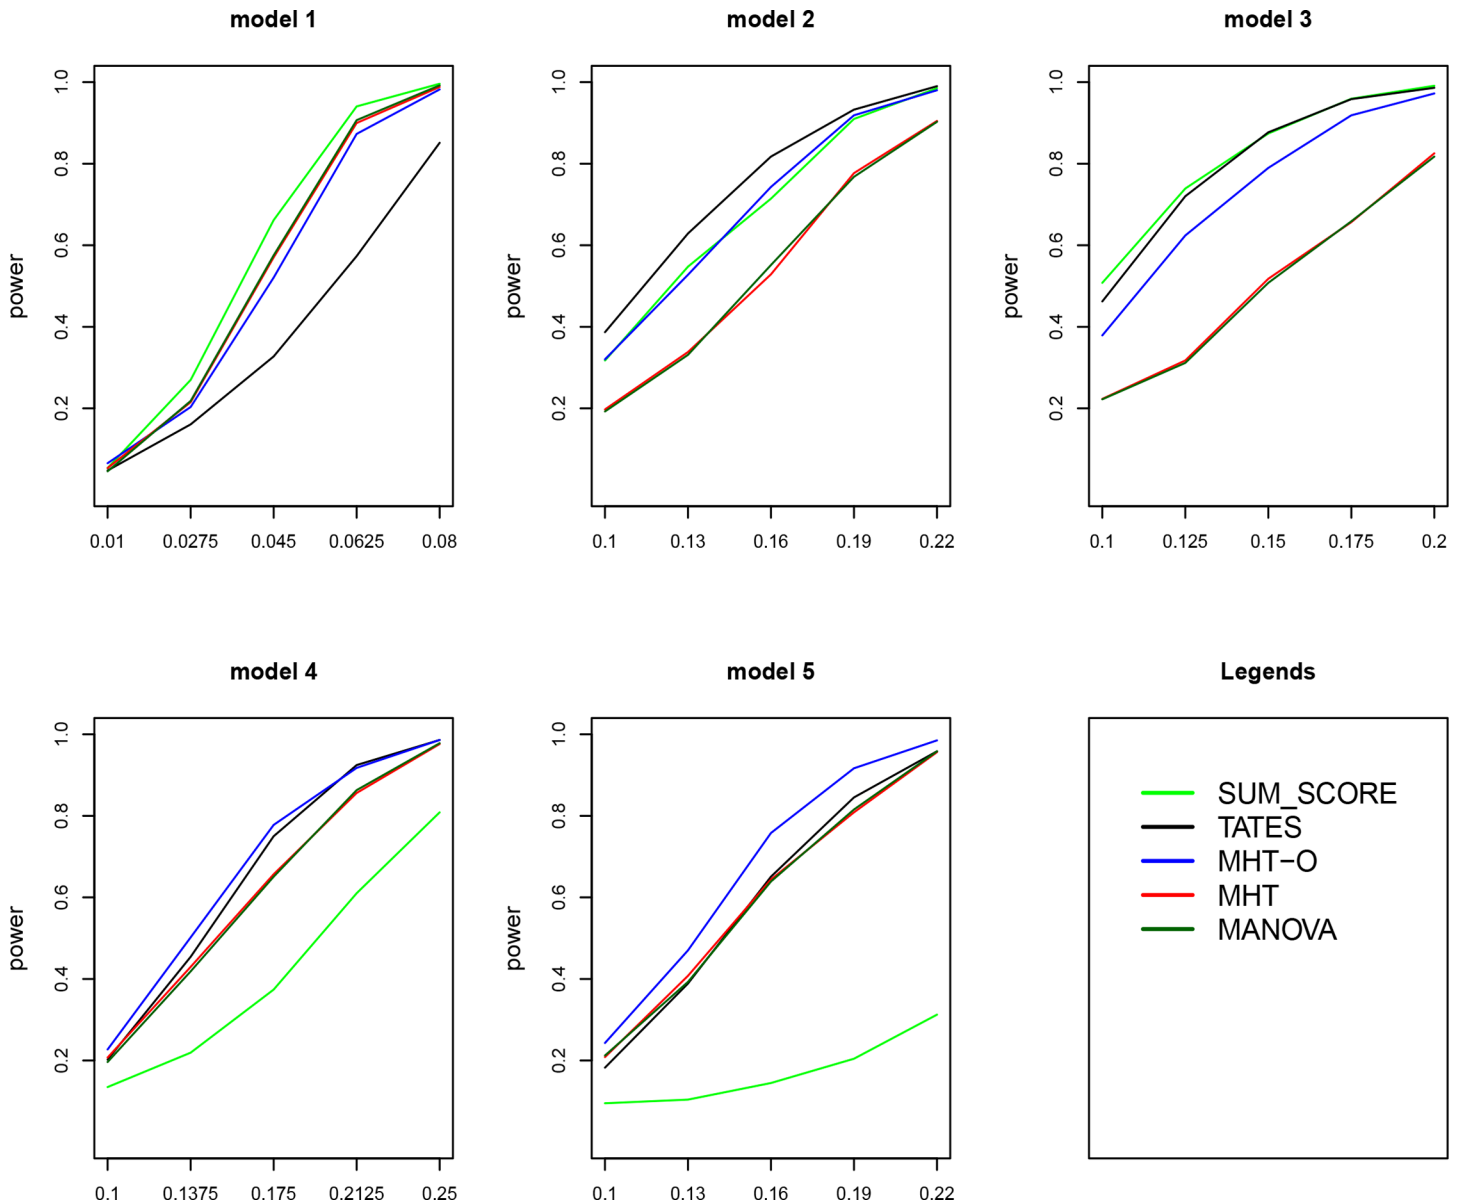 model 1
model 2
model 3
power
1.0
0.8
0.6
0.4
0.2
0.01 0.0275 0.045 0.0625 0.08
power
1.0
0.8
0.6
0.4
0.2
0.1 0.13 0.16 0.19 0.22
power
1.0
0.8
0.6
0.4
0.2
0.1 0.125 0.15 0.175 0.2
model 4
model 5
Legends
power
1.0
0.8
0.6
0.4
0.2
0.1 0.1375 0.175 0.2125 0.25
power
1.0
0.8
0.6
0.4
0.2
0.1 0.13 0.16 0.19 0.22
SUM_SCORE
TATES
MHT−O
MHT
MANOVA